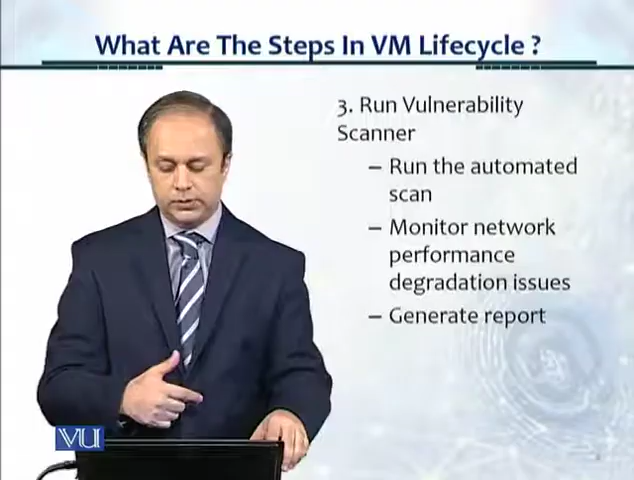 What Are The Steps In VM Lifecycle ?
3. Run Vulnerability
Scanner
– Run the automated
scan
– Monitor network
performance
degradation issues
– Generate report
VU